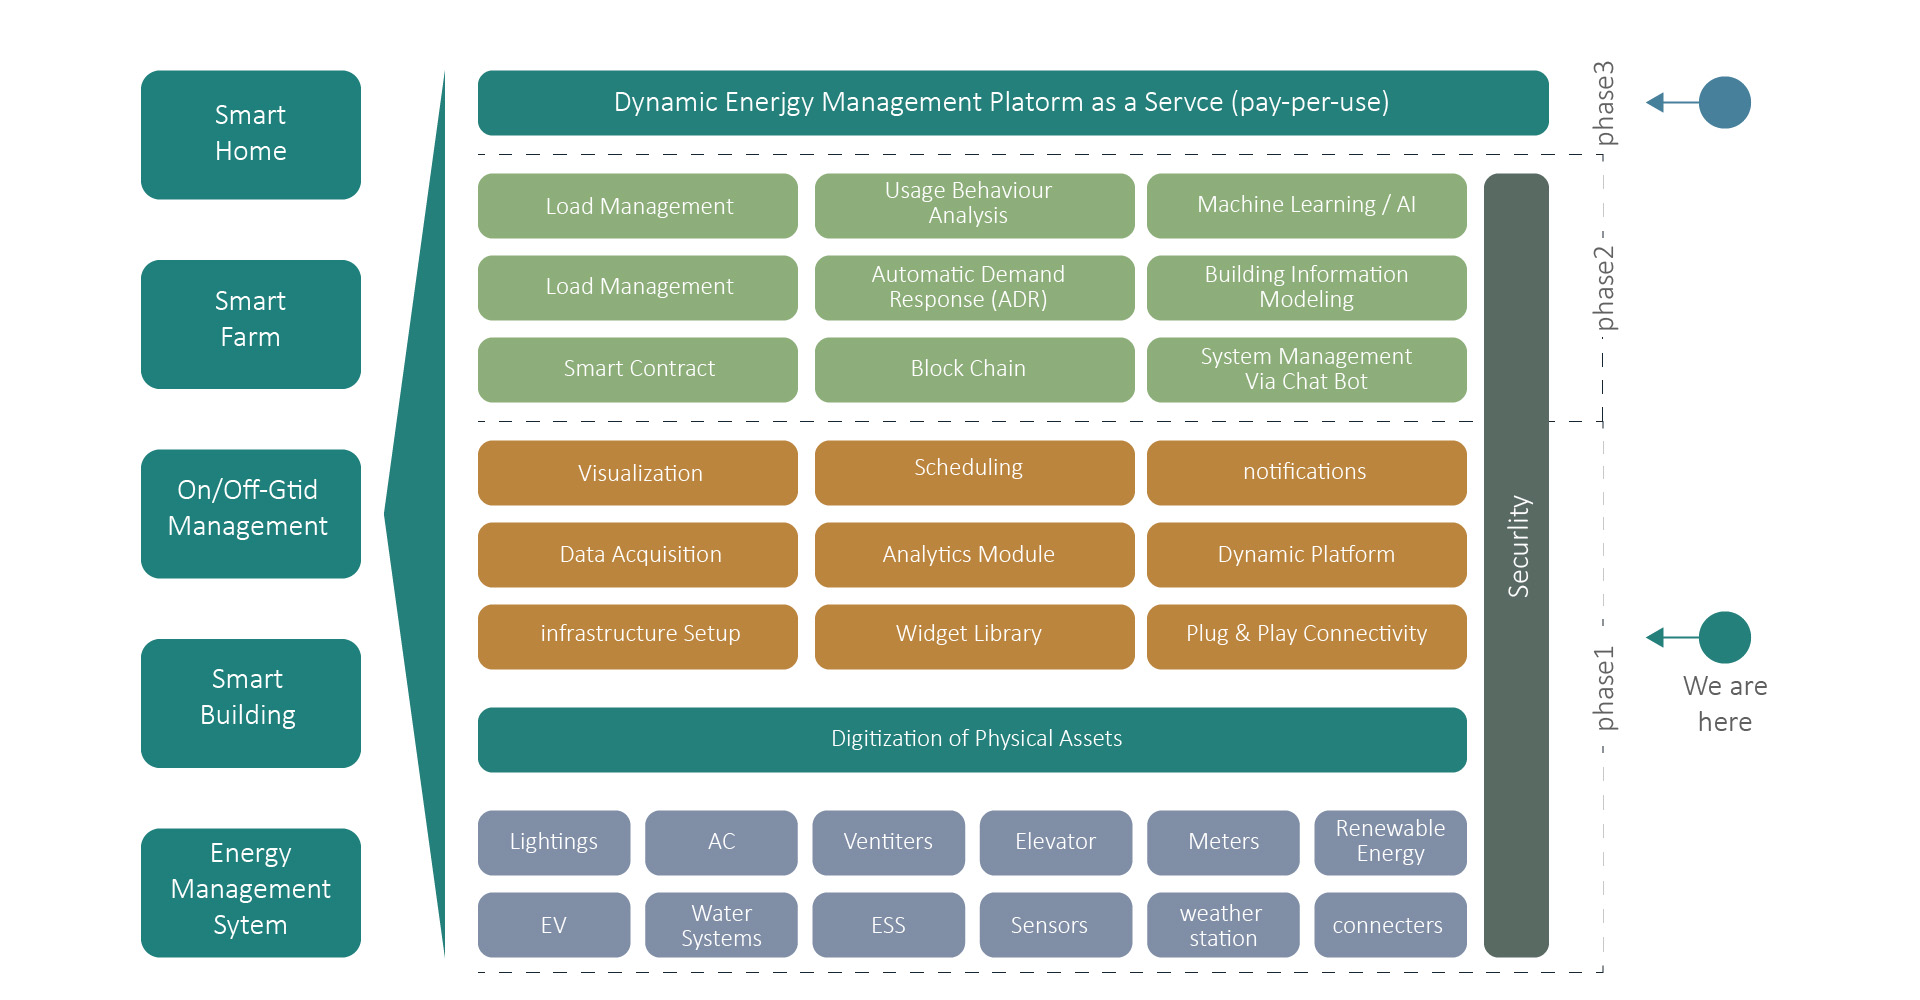 Smart
Home
Smart
Farm
On/Off-Gtid
Management
Smart
Building
Energy
Management
Sytem
Dynamic Enerjgy Management Platorm as a Servce (pay-per-use)
Load Management
Usage Behaviour
Analysis
Machine Learning / AI
Load Management
Automatic Demand
Response (ADR)
Building Information
Modeling
Smart Contract
Block Chain
System Management
Via Chat Bot
Visualization
Scheduling
notifications
Data Acquisition
Analytics Module
Dynamic Platform
infrastructure Setup
Widget Library
Plug & Play Connectivity
Digitization of Physical Assets
Lightings
AC
Ventiters
Elevator
Meters
Renewable
Energy
EV
Water
Systems
ESS
Sensors
weather
station
connecters
Securlity
phase3
phase2
phase1
We are
here